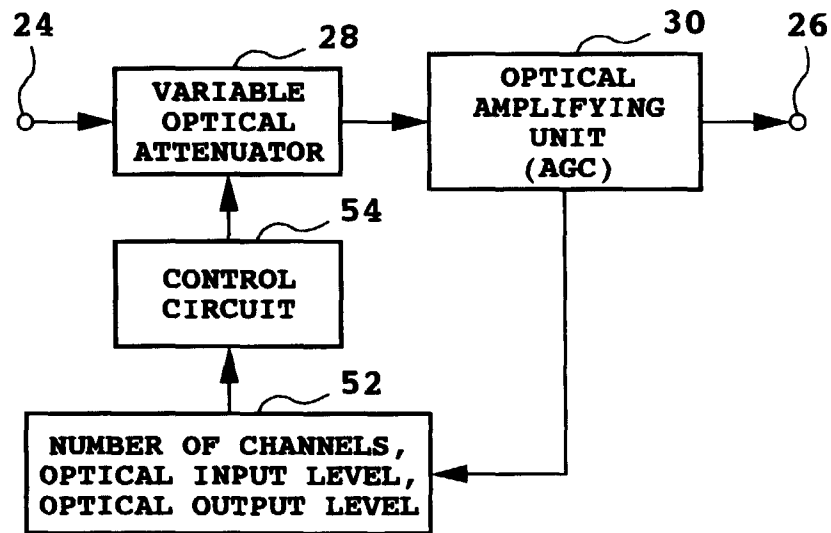 24
28
30
26
VARIABLE
OPTICAL
ATTENUATOR
OPTICAL
AMPLIFYING
UNIT
(AGC)
54
CONTROL
CIRCUIT
52
NUMBER OF CHANNELS,
OPTICAL INPUT LEVEL,
OPTICAL OUTPUT LEVEL